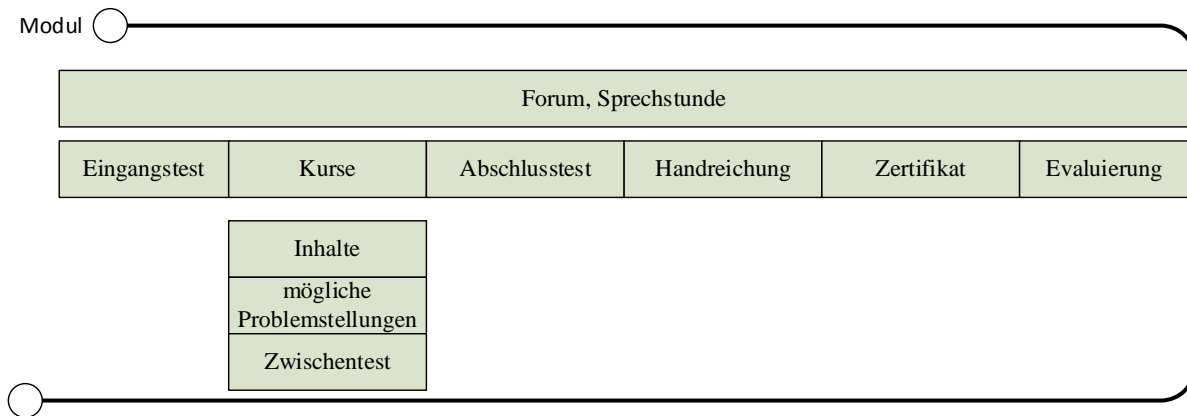 Modul
Forum, Sprechstunde
Eingangstest Kurse Abschlusstest Handreichung Zertifikat Evaluierung
Inhalte
mögliche
Problemstellungen
Zwischentest